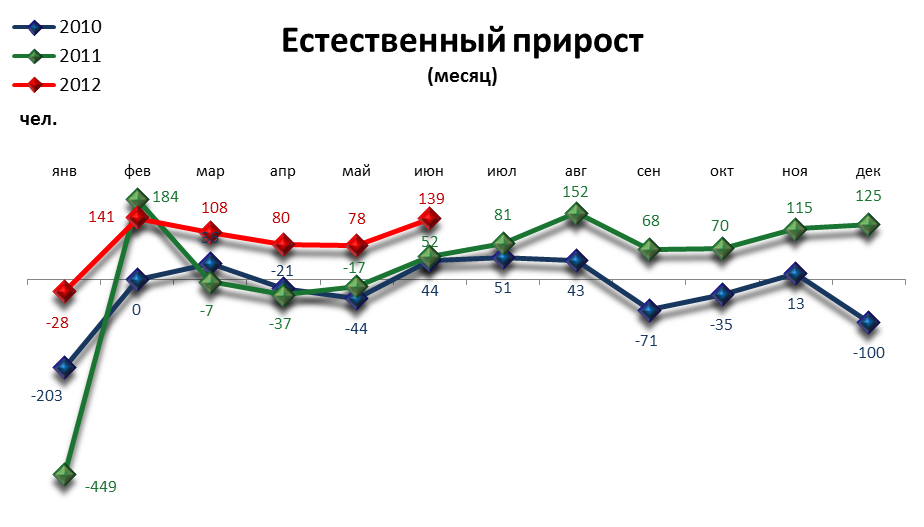 2010
2011
2012
Естественный прирост
(месяц)
чел.
янв фев мар апр май июн июл авг сен окт ноя дек
141 184 108 80 78 139 81 152 68 70 115 125
-21 -17 52
-28 0 -7 -37 -44 44 51 43 -71 -35 13 -100
-203
-449